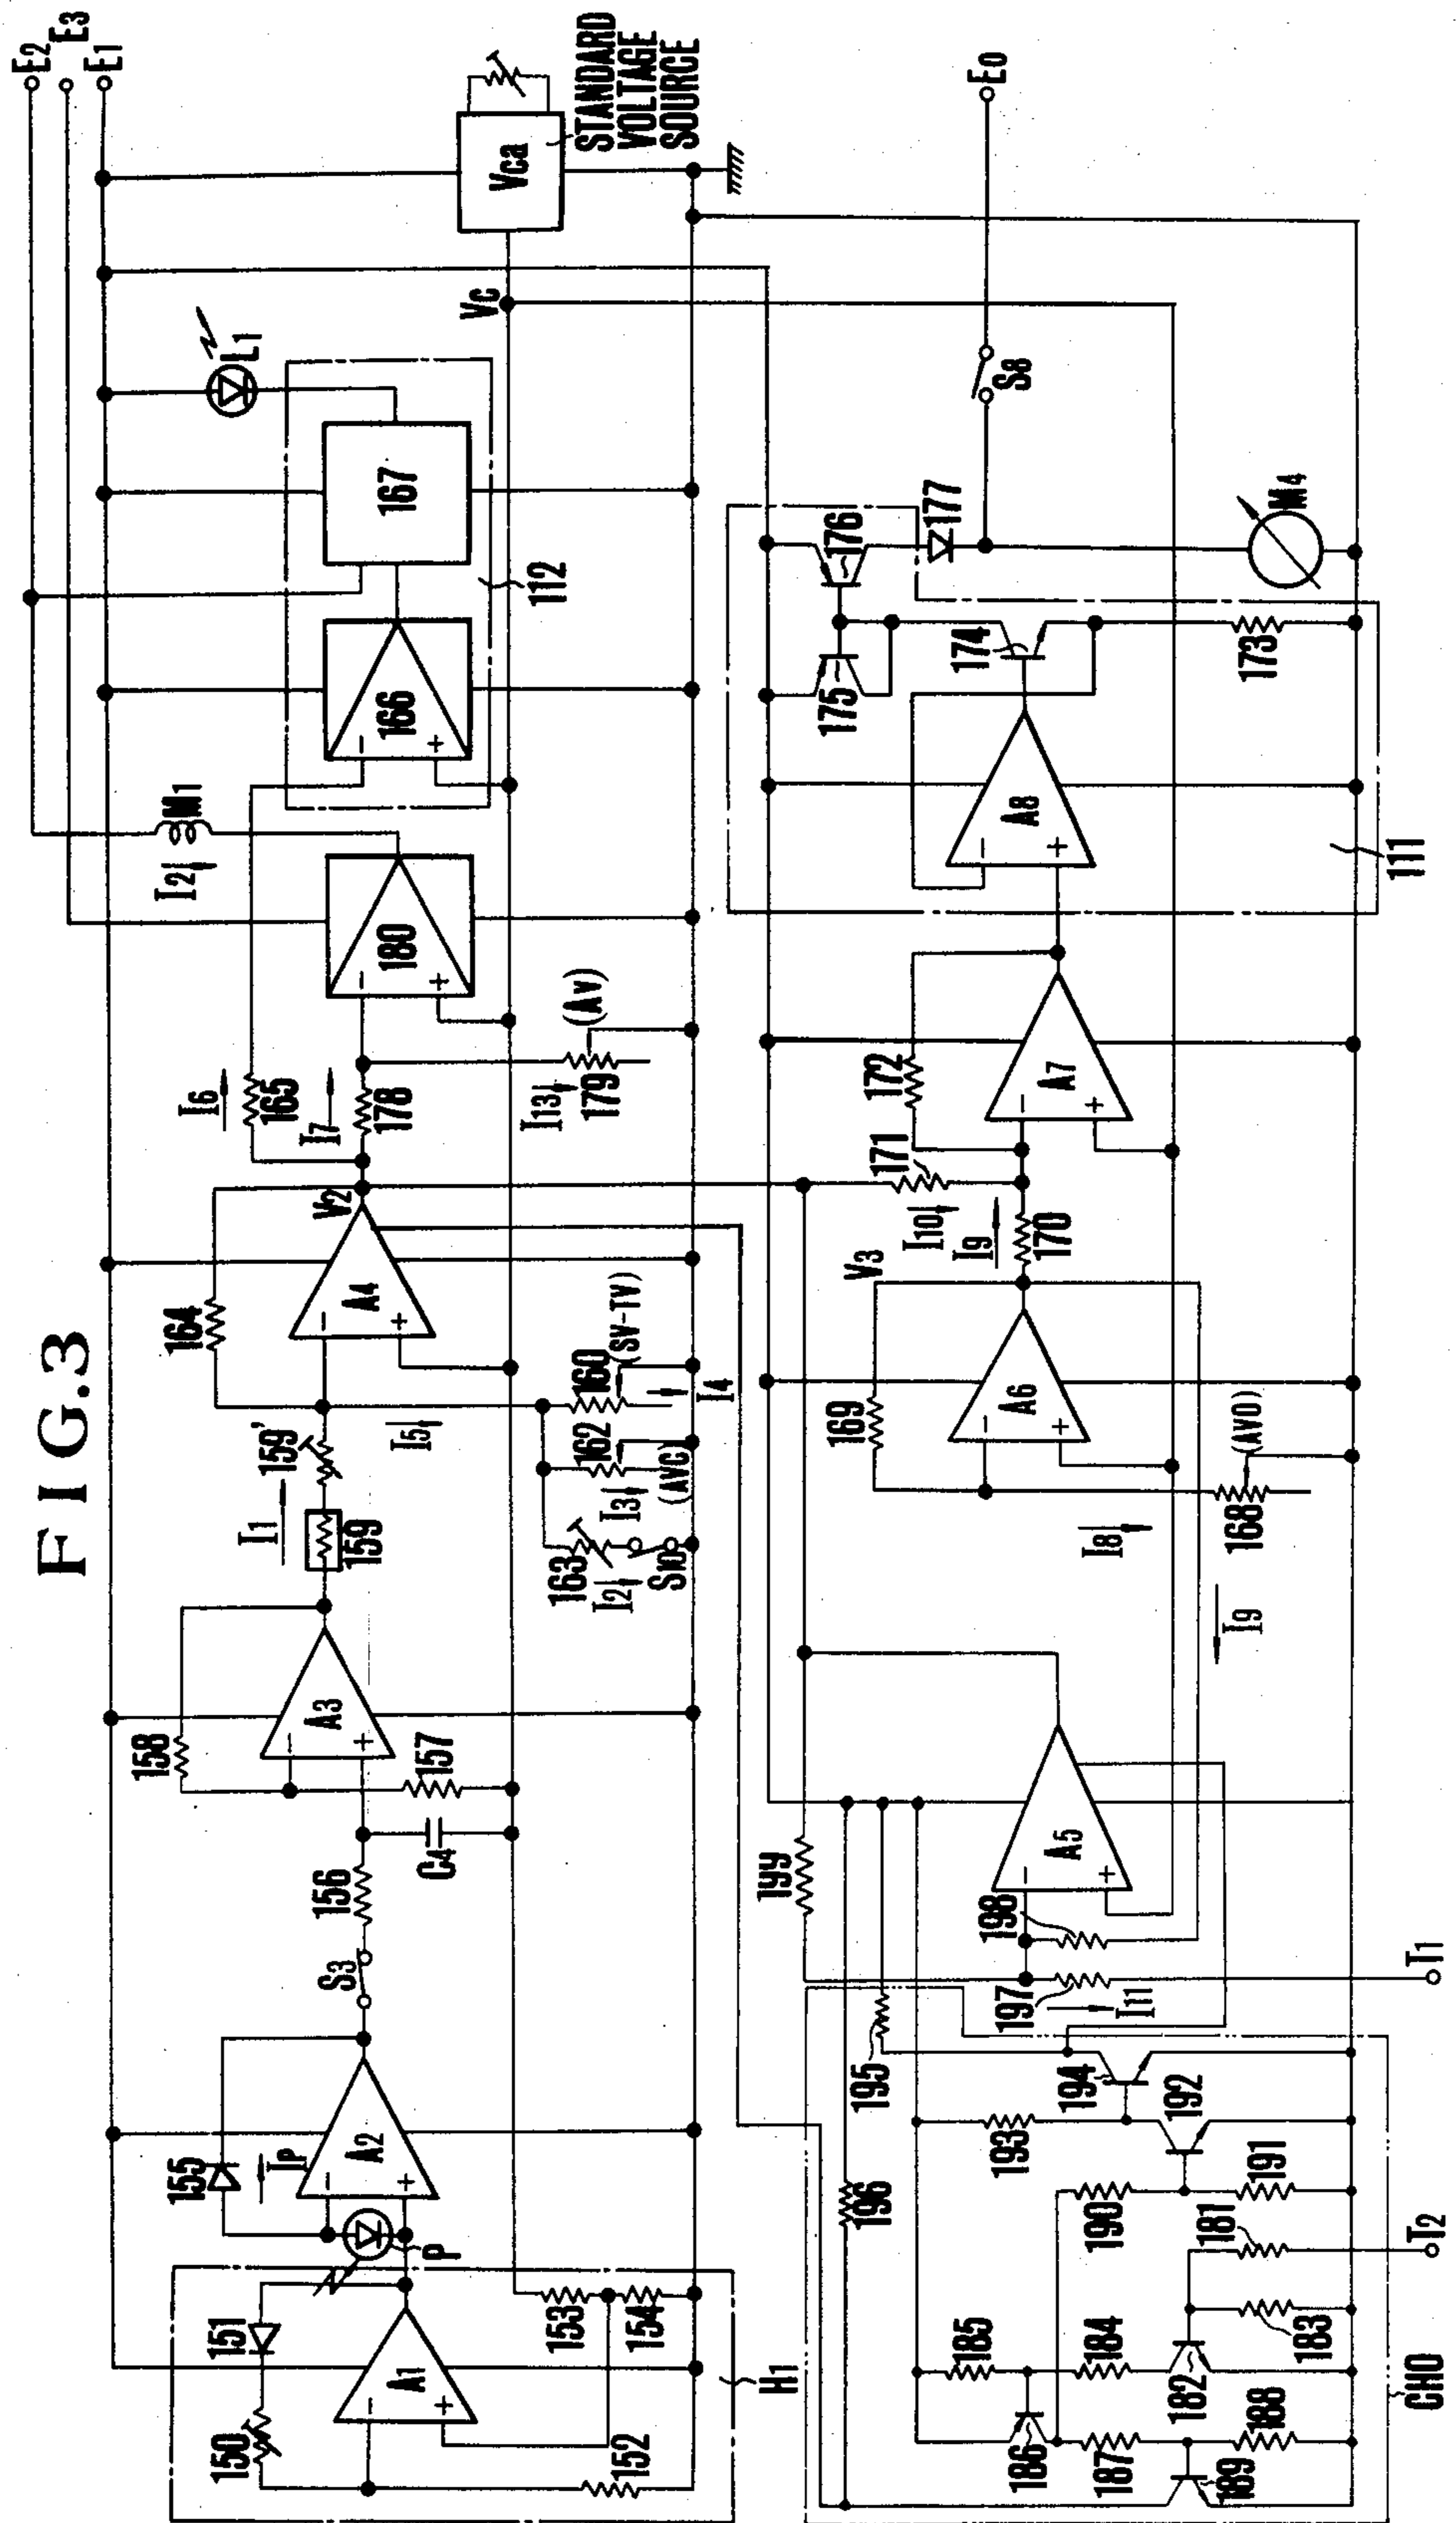 FIG.3
E2
E3
E1
STANDARD
VOLTAGE
SOURCE
Vca
Vc
L1
167
112
166
M1
I2
180
I6
165
I7
178
I13
179
(Av)
V2
164
A4
159'
I1
159
I5
160
(SV-TV)
I4
162
I3
(AVC)
163
I2
S10
158
A3
157
C4
156
S3
155
IP
A2
P
151
150
A1
153
154
152
H1
E0
S8
176
177
M4
175
174
173
A8
111
172
171
A7
I10
I9
170
V3
169
A6
168
(AVO)
I8
I9
199
A5
198
197
I11
T1
195
194
196
193
192
190
191
181
T2
185
184
183
182
186
187
188
189
CHO